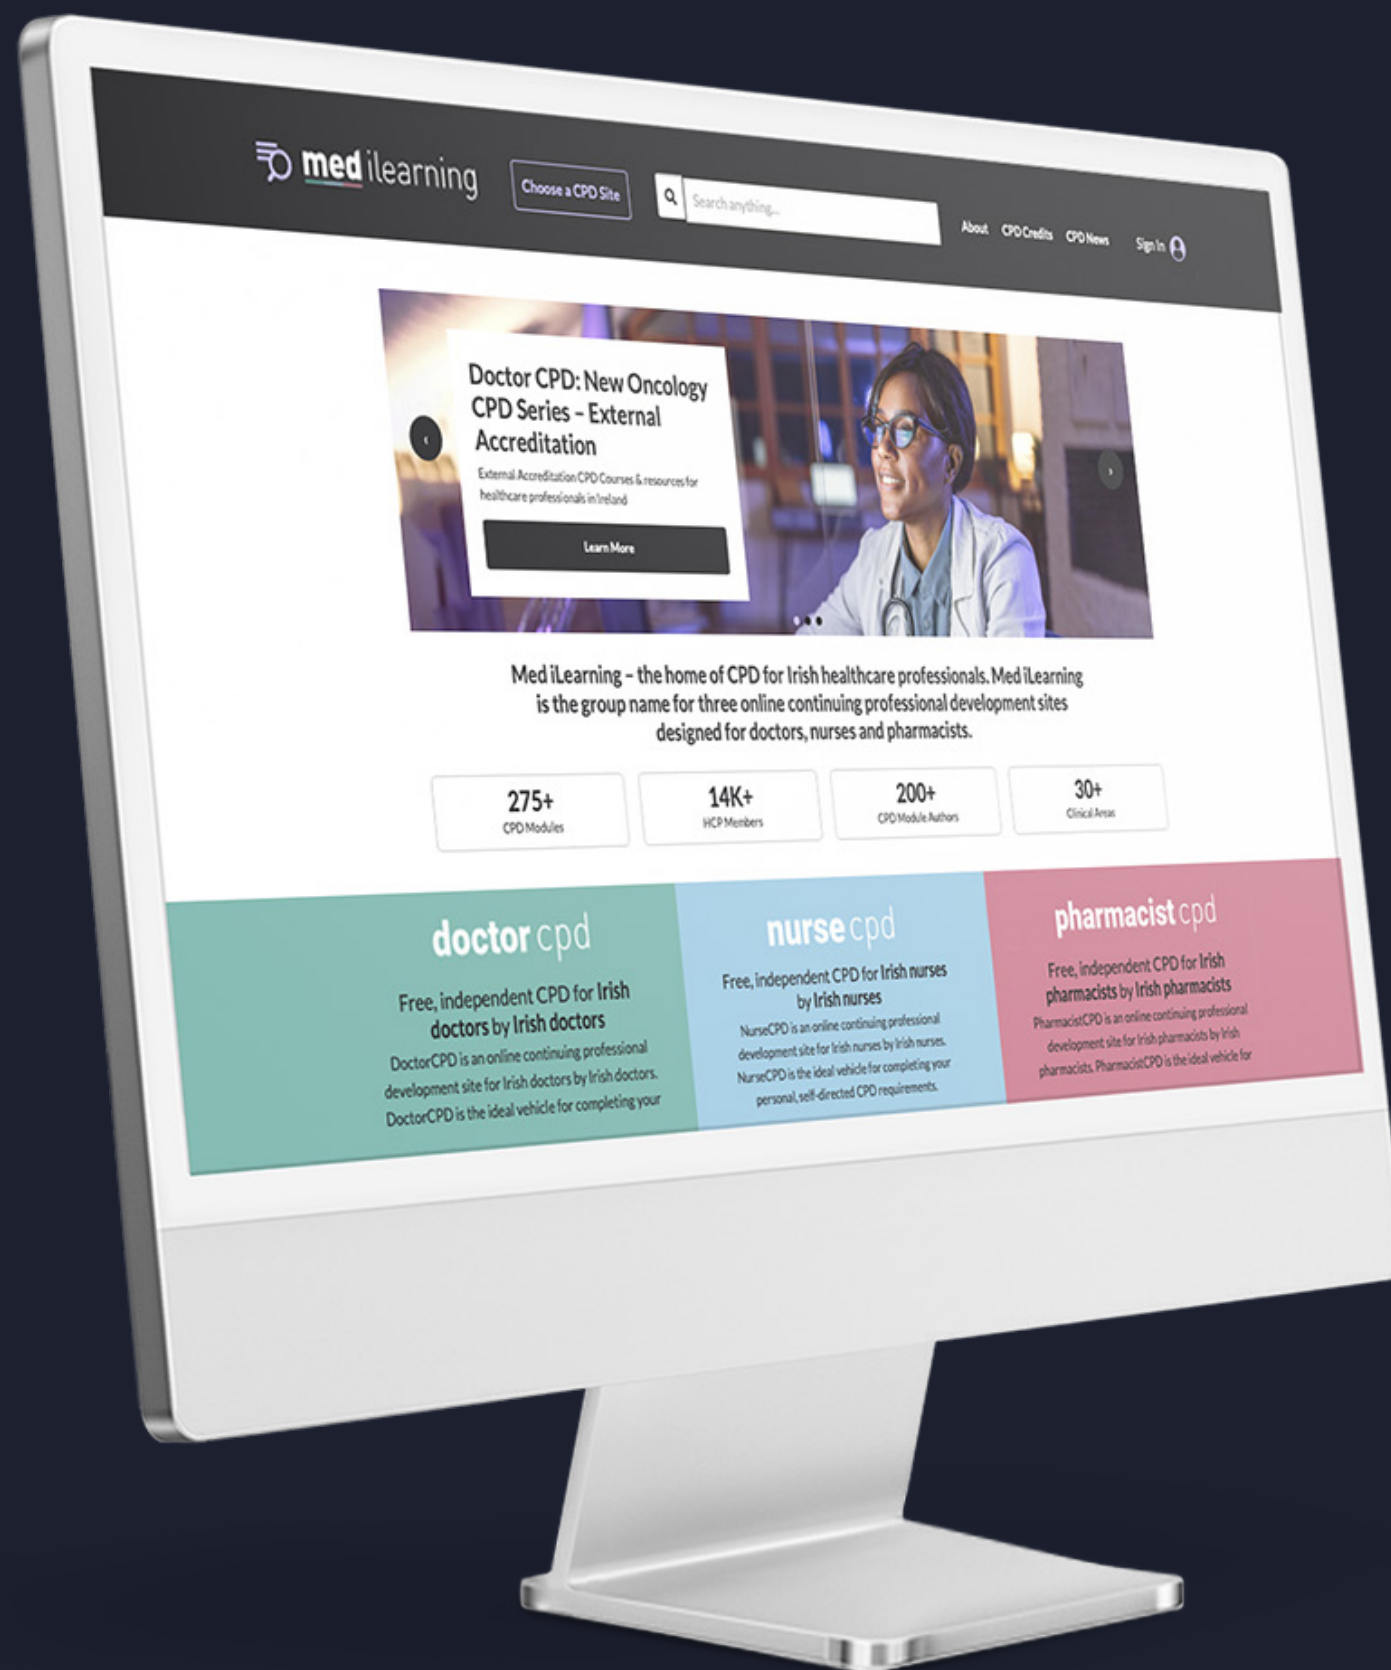 med ilearning
Choose a CPD Site
Search anything...
About CPD Credits CPD News Sign In
Doctor CPD: New Oncology
CPD Series – External
Accreditation
External Accreditation CPD Courses & resources for
healthcare professionals in Ireland
Learn More
Med iLearning – the home of CPD for Irish healthcare professionals. Med iLearning
is the group name for three online continuing professional development sites
designed for doctors, nurses and pharmacists.
275+
CPD Modules
14K+
HCP Members
200+
CPD Module Authors
30+
Clinical Areas
doctor cpd
Free, independent CPD for Irish
doctors by Irish doctors
DoctorCPD is an online continuing professional
development site for Irish doctors by Irish doctors.
DoctorCPD is the ideal vehicle for completing your
nurse cpd
Free, independent CPD for Irish nurses
by Irish nurses
NurseCPD is an online continuing professional
development site for Irish nurses by Irish nurses.
NurseCPD is the ideal vehicle for completing your
personal, self-directed CPD requirements.
pharmacist cpd
Free, independent CPD for Irish
pharmacists by Irish pharmacists
PharmacistCPD is an online continuing professional
development site for Irish pharmacists by Irish
pharmacists. PharmacistCPD is the ideal vehicle for